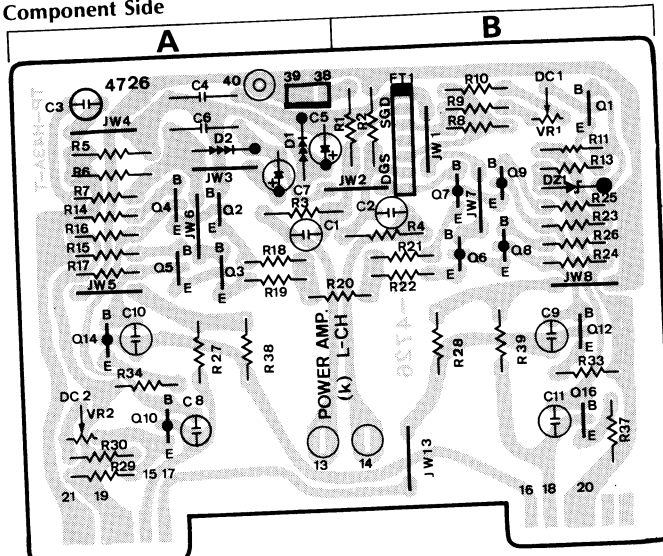 Component Side
A B
4726 C4 40 39 38 FT1 R10 DC1 B Q1 E
C3 C6 C5 R1 R2 SGD R9 VR1
JW4 D2 D1 JW1 R8 R11
R5 DGS R13
R6 JW3 JW2 B Q9 DZ1
R7 B C7 Q7 JW7 R25
R14 Q4 JW6 Q2 R3 C2 E R23
R16 E C1 R4 B R26
R15 B R18 R21 Q6 Q8 R24
R17 Q5 Q3 R19 R22 E JW8
JW5 E R20
B C10 C9 B
Q14 R27 R38 R28 R39 Q12
E POWER AMP. E
R34 (k) L-CH 4726 R33
DC2 B C8 C11 Q16 B
VR2 Q10 R37
R30 E E
R29 15 17 13 14 JW13
21 19 16 18 20